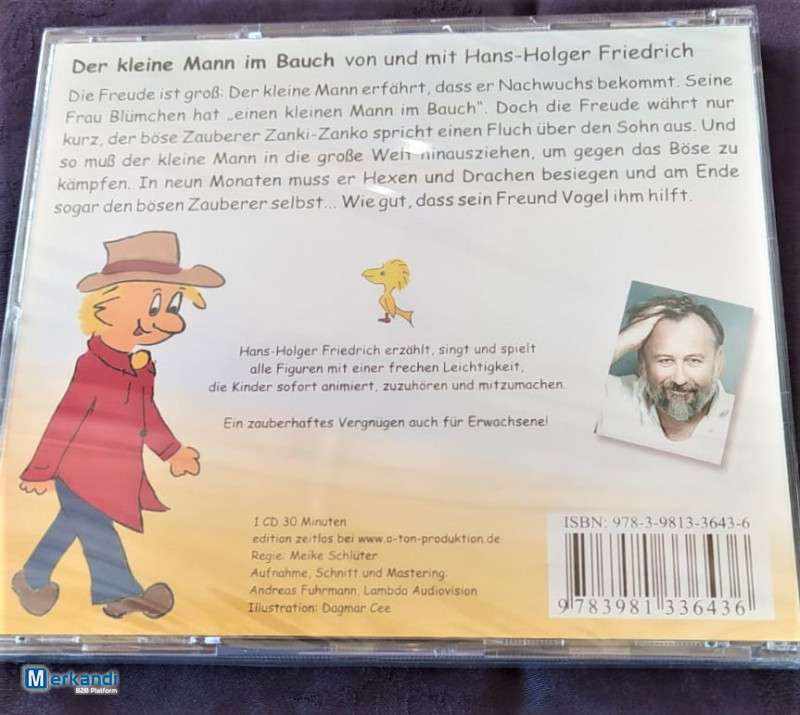 Der kleine Mann im Bauch von und mit Hans-Holger Friedrich
Die Freude ist groß: Der kleine Mann erfährt, dass er Nachwuchs bekommt. Seine
Frau Blümchen hat „einen kleinen Mann im Bauch“. Doch die Freude währt nur
kurz, der böse Zauberer Zanki-Zanko spricht einen Fluch über den Sohn aus. Und
so muß der kleine Mann in die große Welt hinausziehen, um gegen das Böse zu
kämpfen. In neun Monaten muss er Hexen und Drachen besiegen und am Ende
sogar den bösen Zauberer selbst... Wie gut, dass sein Freund Vogel ihm hilft.
Hans-Holger Friedrich erzählt, singt und spielt
alle Figuren mit einer frechen Leichtigkeit,
die Kinder sofort animiert, zuzuhören und mitzumachen.
Ein zauberhaftes Vergnügen auch für Erwachsene!
1 CD 30 Minuten
edition zeitlos bei www.o-ton-produktion.de
Regie: Meike Schlüter
Aufnahme, Schnitt und Mastering:
Andreas Fuhrmann, Lambda Audiovision
Illustration: Dagmar Cee
ISBN: 978-3-9813-3643-6
9 783981 336436
Merkandi
B2B Platform